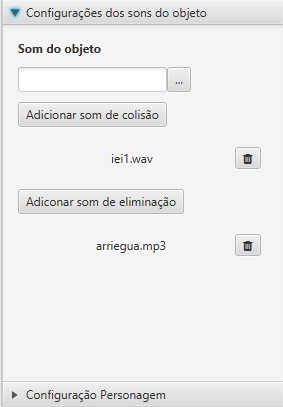 Configurações dos sons do objeto
Som do objeto
...
Adicionar som de colisão
iei1.wav
Adiconar som de eliminação
arriegua.mp3
Configuração Personagem